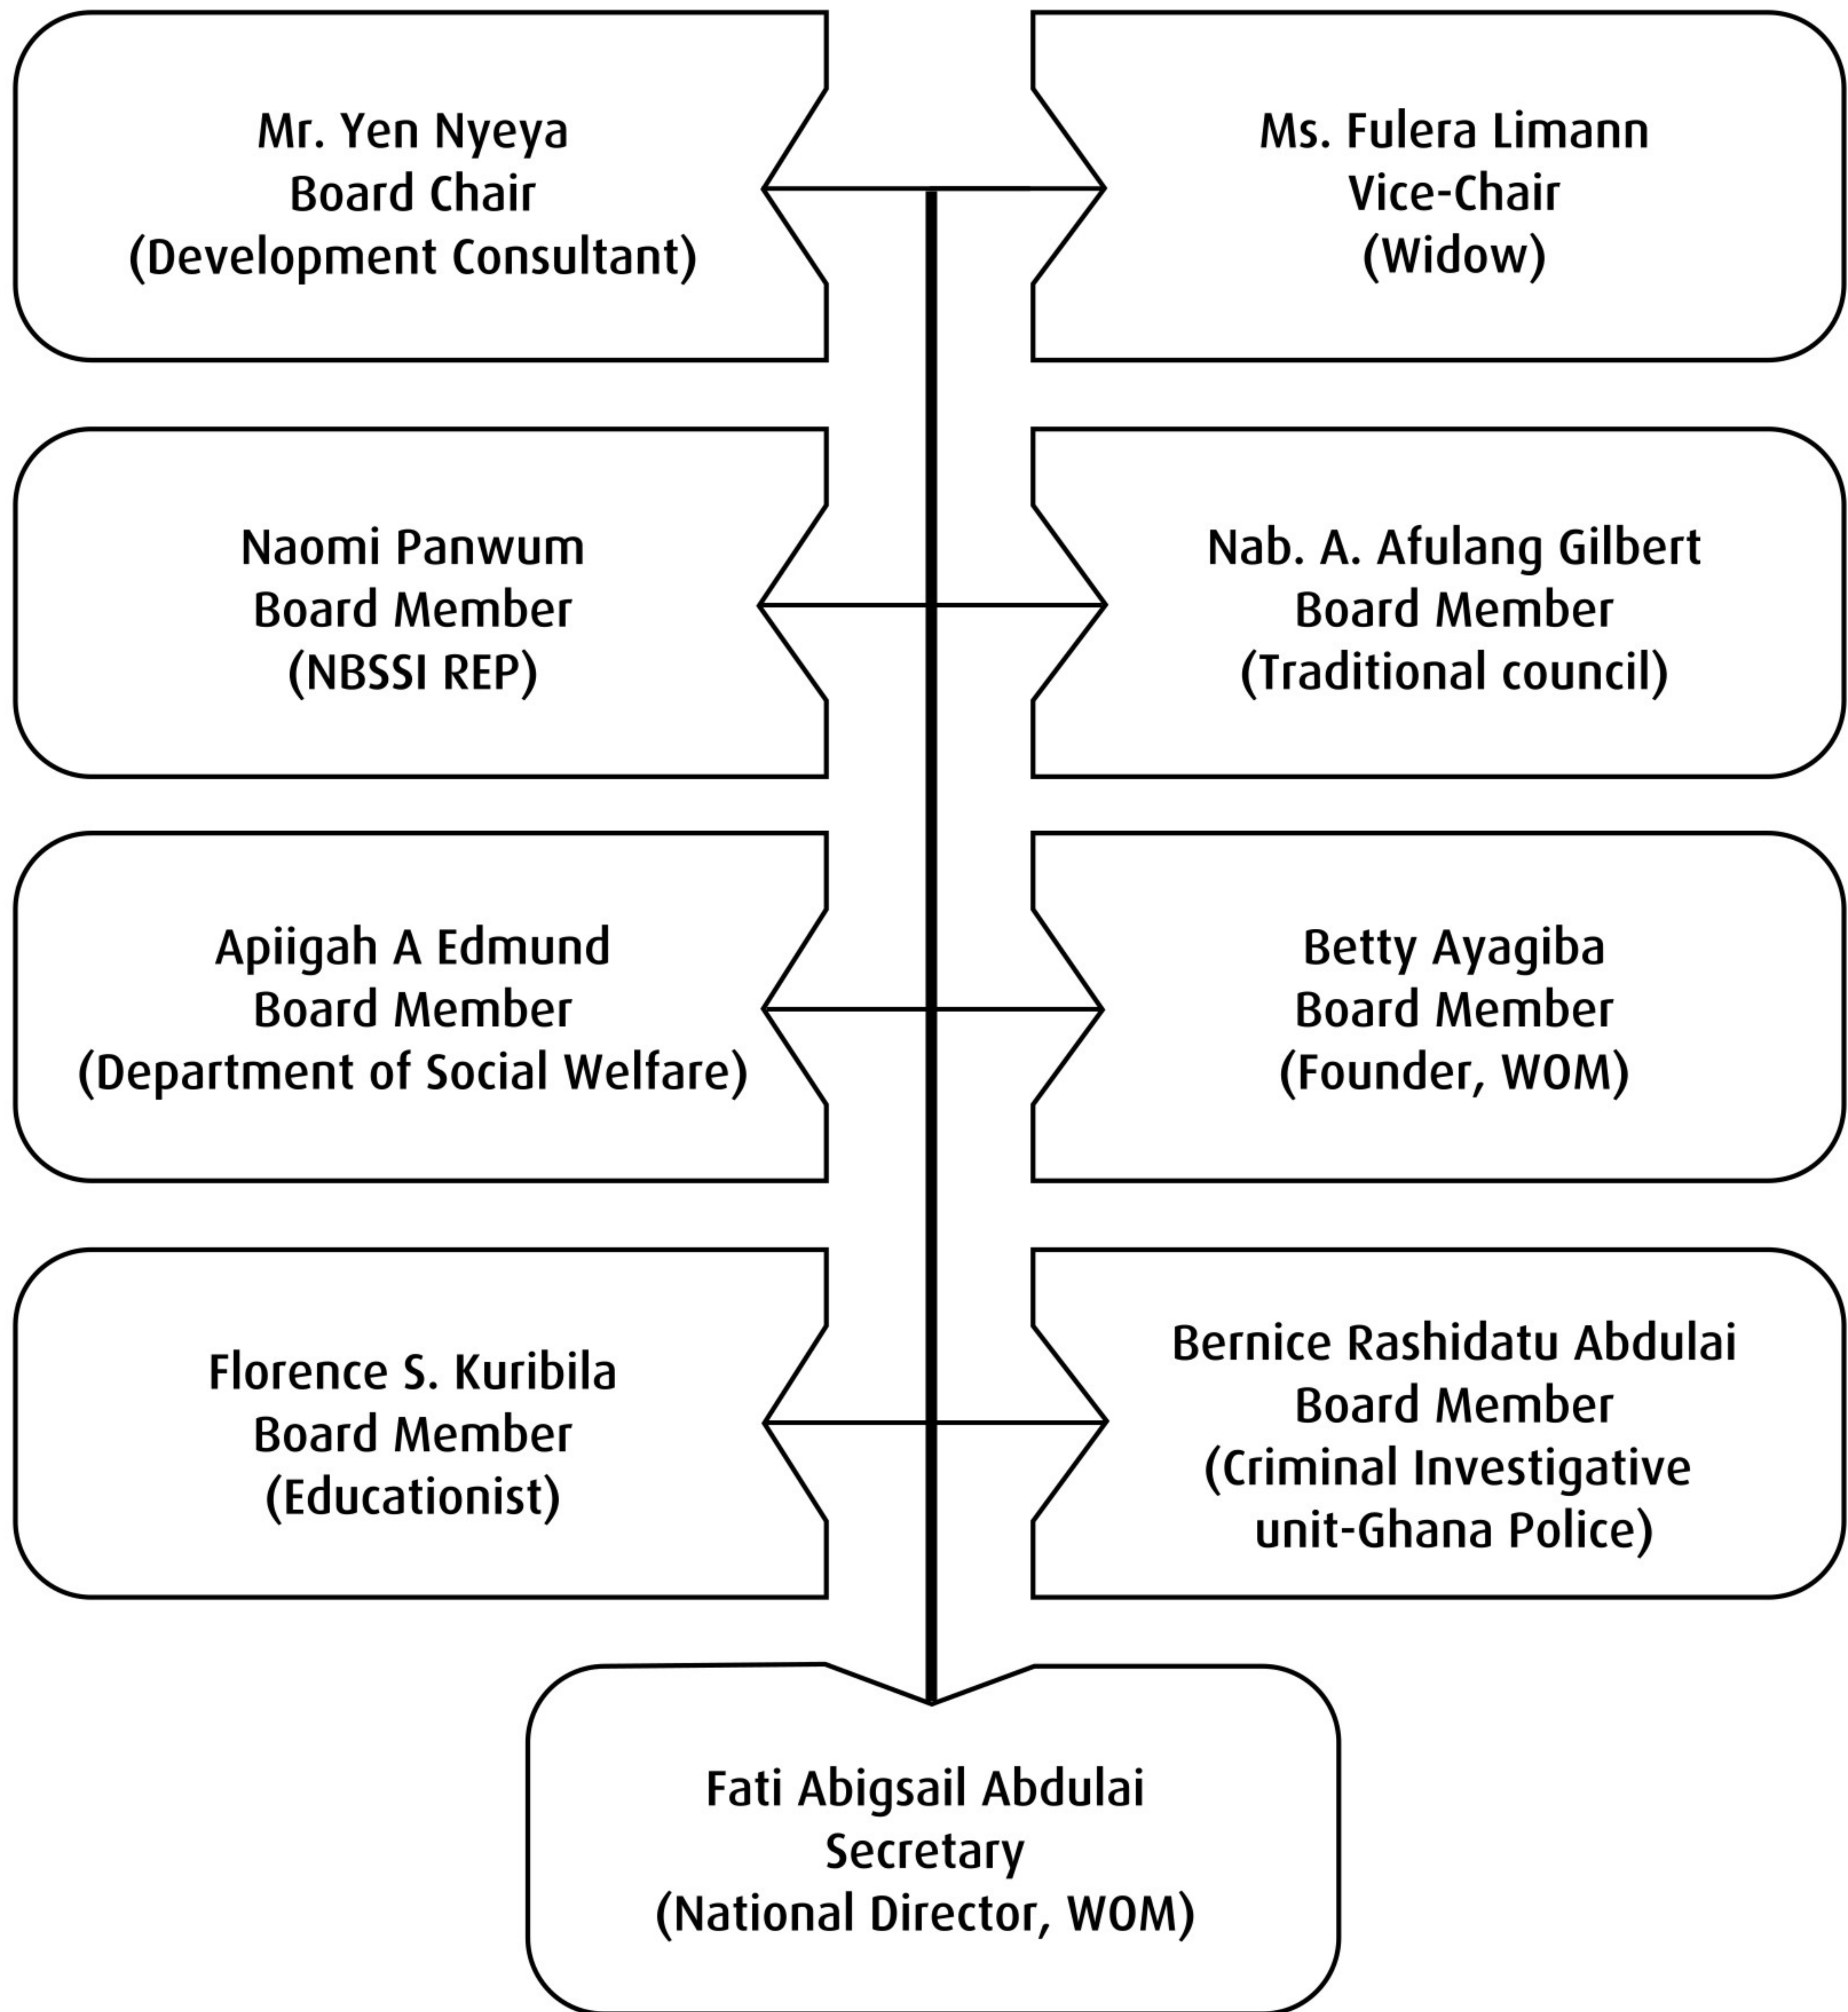 Mr. Yen Nyeya
Board Chair
(Development Consultant)
Ms. Fulera Limann
Vice-Chair
(Widow)
Naomi Panwum
Board Member
(NBSSI REP)
Nab. A. Afulang Gilbert
Board Member
(Traditional council)
Apiigah A Edmund
Board Member
(Department of Social Welfare)
Betty Ayagiba
Board Member
(Founder, WOM)
Florence S. Kuribila
Board Member
(Educationist)
Bernice Rashidatu Abdulai
Board Member
(Criminal Investigative
unit-Ghana Police)
Fati Abigsail Abdulai
Secretary
(National Director, WOM)